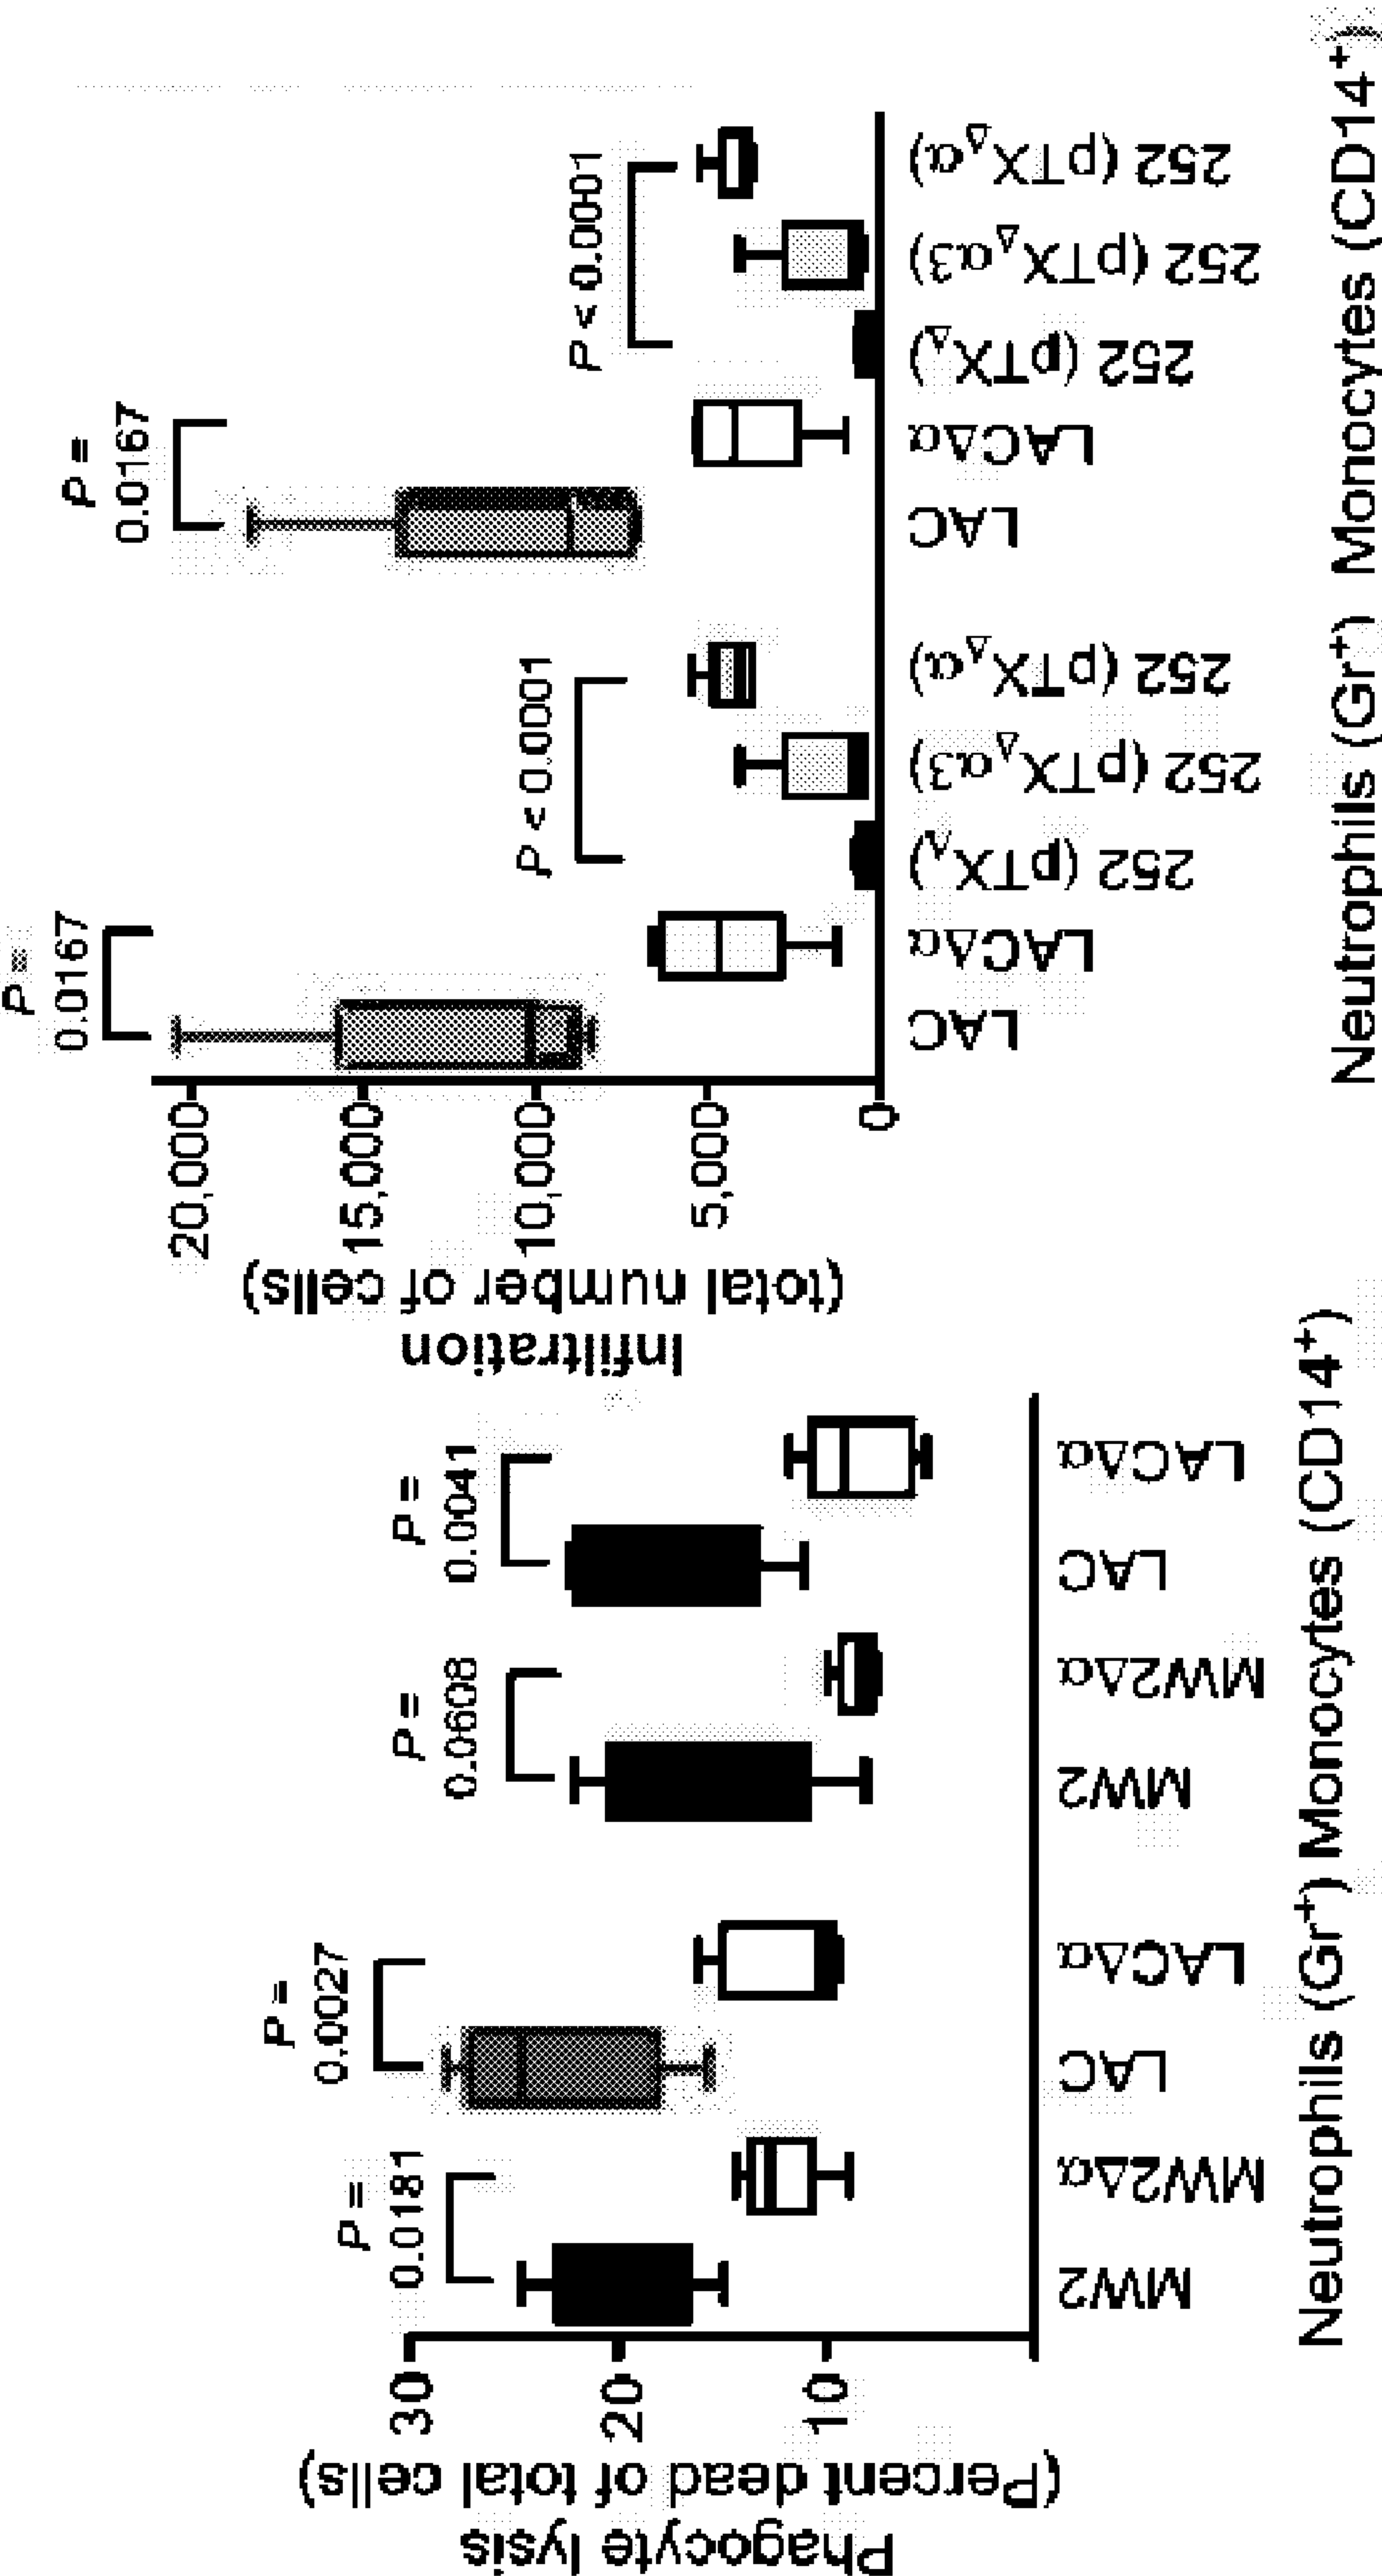 Phagocyte lysis
(Percent dead of total cells)
30
20
10
P =
0.0181
P =
0.0027
P =
0.0608
P =
0.0041
MW2
MW2Δα
LAC
LACΔα
MW2
MW2Δα
LAC
LACΔα
Neutrophils (Gr⁺) Monocytes (CD14⁺)
Infiltration
(total number of cells)
20,000
15,000
10,000
5,000
0
P =
0.0167
P < 0.0001
P =
0.0167
P < 0.0001
LAC
LACΔα
252 (pTXΔ)
252 (pTXΔα3)
252 (pTXΔα)
LAC
LACΔα
252 (pTXΔ)
252 (pTXΔα3)
252 (pTXΔα)
Neutrophils (Gr⁺) Monocytes (CD14⁺)